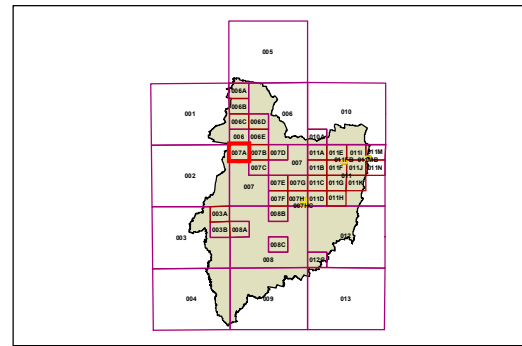 005
006A
001
006B
006
010
006C
006D
006
006E
010A
007A
007B
007D
011A
011E
011I
011M
007
002
007C
011B
011F
011J
011N
011
007
007E
007G
011C
011G
011K
007F
007H
011D
011H
003A
008B
003
003B
008A
012
008C
008
012C
004
009
013